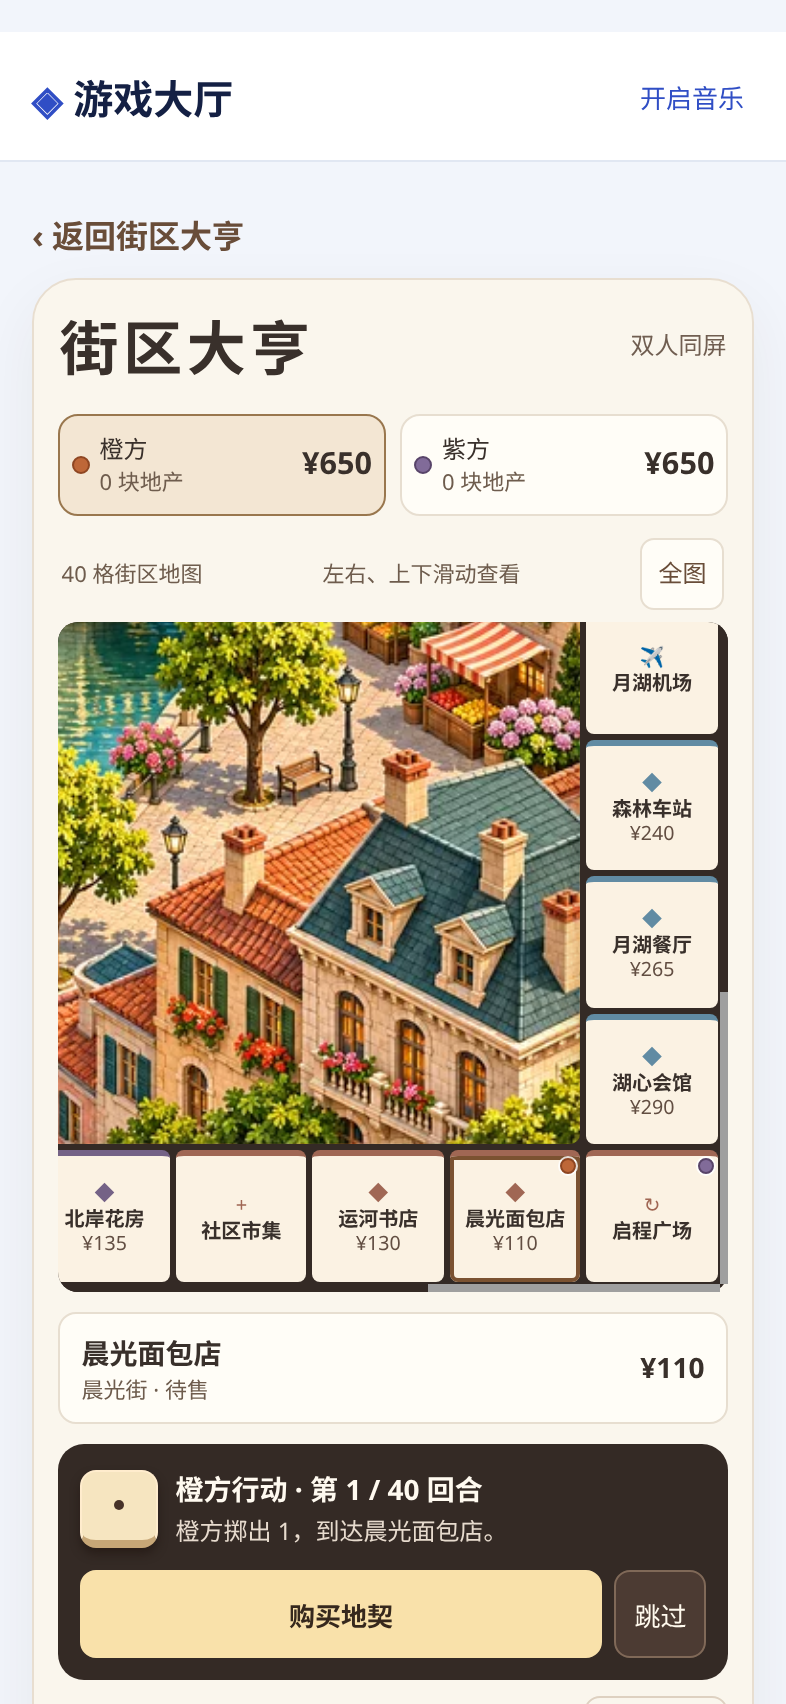 游戏大厅
开启音乐
‹ 返回街区大亨
街区大亨
双人同屏
橙方
0 块地产
¥650
紫方
0 块地产
¥650
40 格街区地图
左右、上下滑动查看
全图
月湖机场
森林车站
¥240
月湖餐厅
¥265
湖心会馆
¥290
北岸花房
¥135
+
社区市集
运河书店
¥130
晨光面包店
¥110
↻
启程广场
晨光面包店
晨光街 · 待售
¥110
橙方行动 · 第 1 / 40 回合
橙方掷出 1，到达晨光面包店。
购买地契
跳过